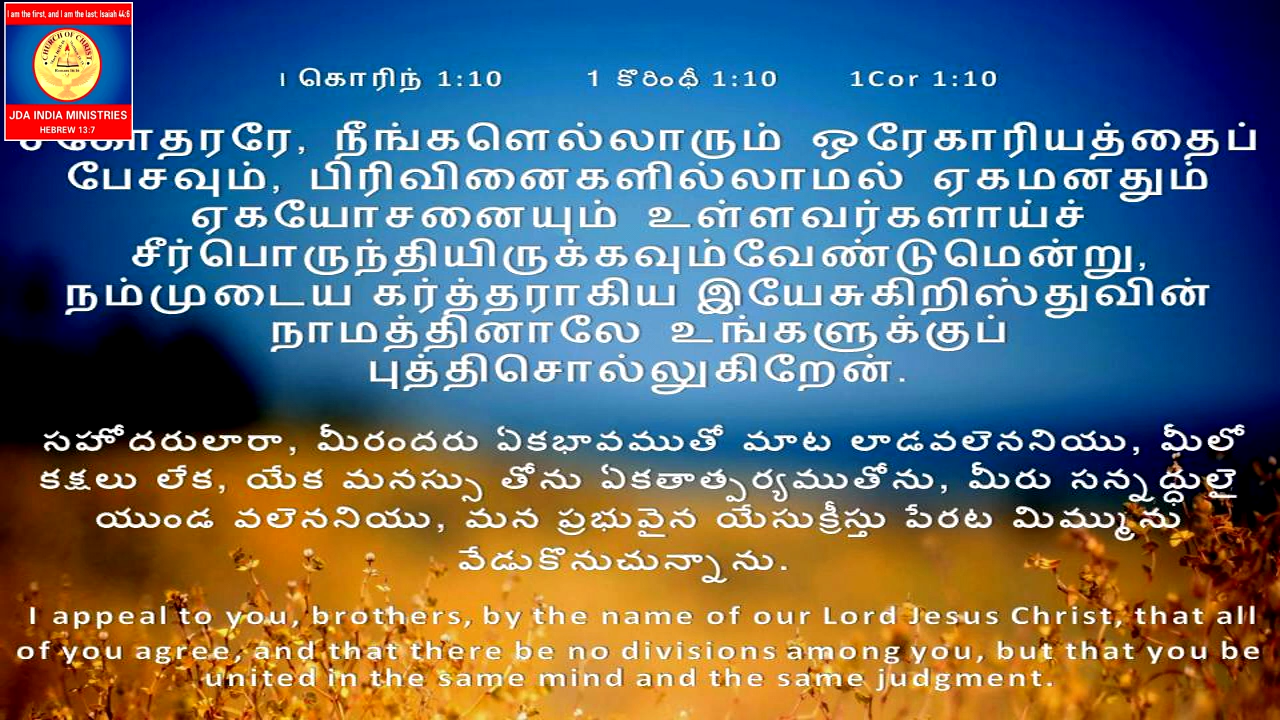 I am the first, and I am the last; Isaiah 44:6
CHURCH OF CHRIST
JDA INDIA MINISTRIES
HEBREW 13:7
I கொரிந் 1:10 1 కొరింథీ 1:10 1Cor 1:10
நீங்களெல்லாரும் ஒரேகாரியத்தைப்
பேசவும், பிரிவினைகளில்லாமல் ஏகமனதும்
ஏகயோசனையும் உள்ளவர்களாய்ச்
சீர்பொருந்தியிருக்கவும்வேண்டுமென்று,
நம்முடைய கர்த்தராகிய இயேசுகிறிஸ்துவின்
நாமத்தினாலே உங்களுக்குப்
புத்திசொல்லுகிறேன்.
సహోదరులారా, మీరందరు ఏకభావముతో మాట లాడవలెననియు, మీలో
కక్షలు లేక, యేక మనస్సు తోను ఏకతాత్పర్యముతోను, మీరు సన్నద్ధులై
యుండ వలెననియు, మన ప్రభువైన యేసుక్రీస్తు పేరట మిమ్మును
వేడుకొనుచున్నాను.
I appeal to you, brothers, by the name of our Lord Jesus Christ, that all
of you agree, and that there be no divisions among you, but that you be
united in the same mind and the same judgment.